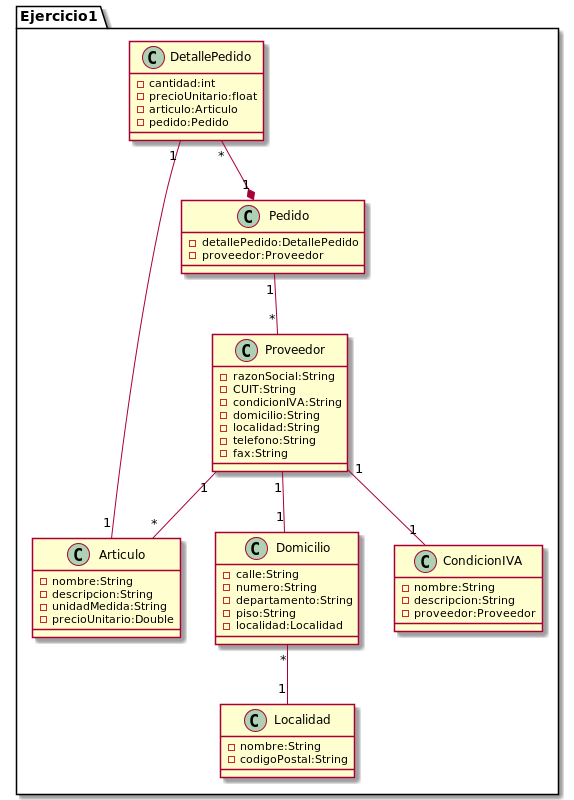 Ejercicio1
C DetallePedido
cantidad:int
precioUnitario:float
articulo:Articulo
pedido:Pedido
1
*
1
C Pedido
detallePedido:DetallePedido
proveedor:Proveedor
1
*
C Proveedor
razonSocial:String
CUIT:String
condicionIVA:String
domicilio:String
localidad:String
telefono:String
fax:String
1
1
1
1
*
1
1
C Articulo
nombre:String
descripcion:String
unidadMedida:String
precioUnitario:Double
C Domicilio
calle:String
numero:String
departamento:String
piso:String
localidad:Localidad
C CondicionIVA
nombre:String
descripcion:String
proveedor:Proveedor
*
1
C Localidad
nombre:String
codigoPostal:String